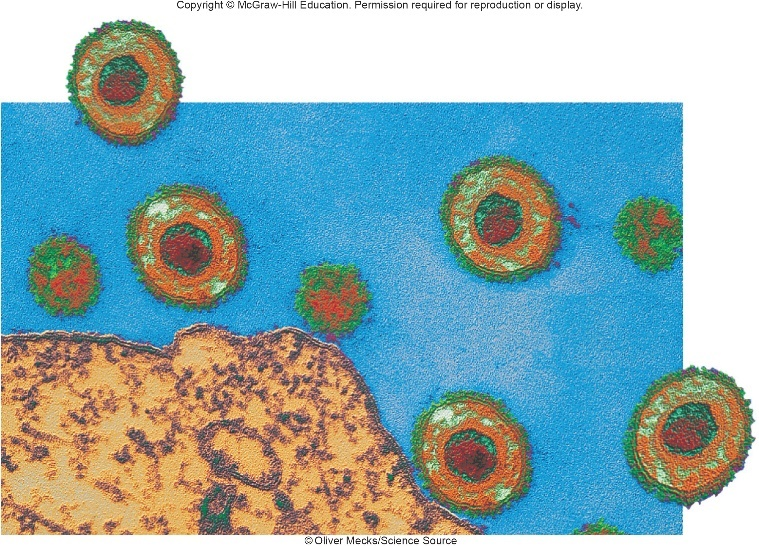 Copyright © McGraw-Hill Education. Permission required for reproduction or display.
© Oliver Mecks/Science Source